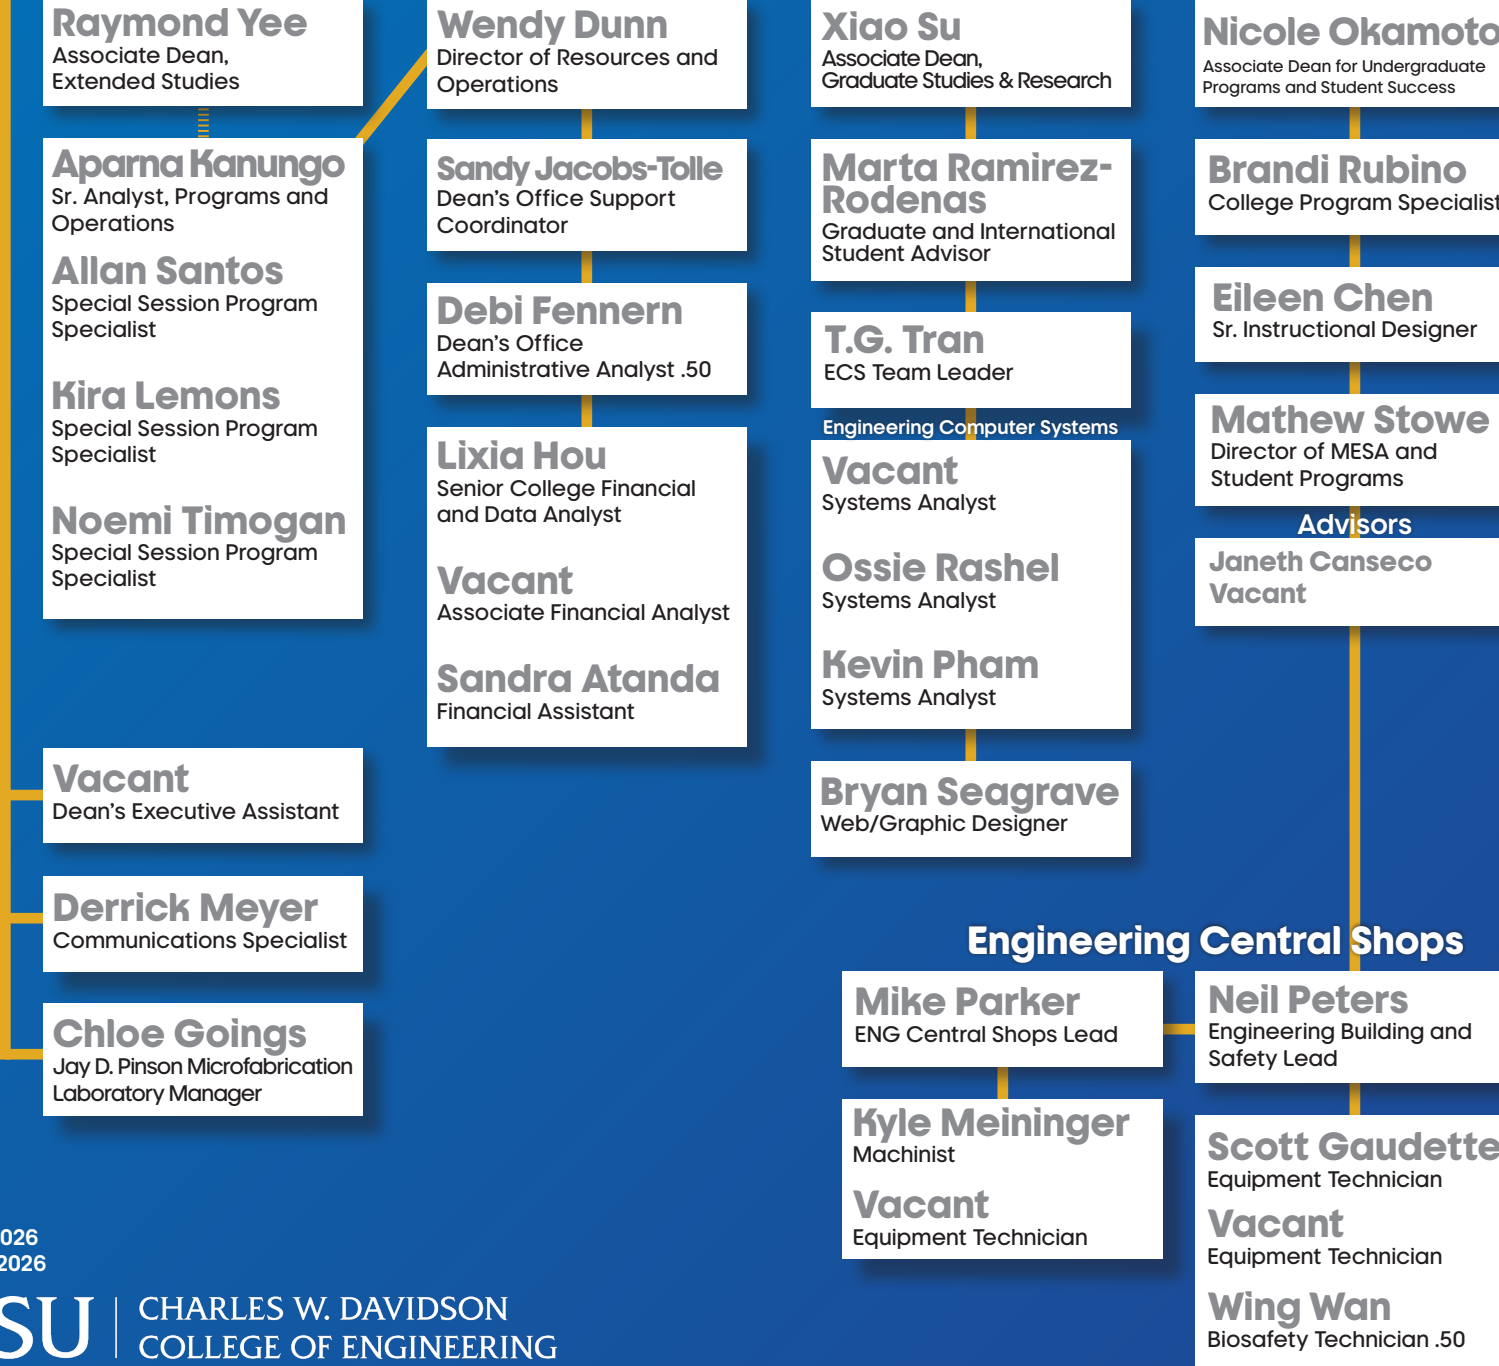 Raymond Yee
Associate Dean,
Extended Studies
Aparna Kanungo
Sr. Analyst, Programs and
Operations
Allan Santos
Special Session Program
Specialist
Kira Lemons
Special Session Program
Specialist
Noemi Timogan
Special Session Program
Specialist
Vacant
Dean's Executive Assistant
Derrick Meyer
Communications Specialist
Chloe Goings
Jay D. Pinson Microfabrication
Laboratory Manager
Wendy Dunn
Director of Resources and
Operations
Sandy Jacobs-Tolle
Dean's Office Support
Coordinator
Debi Fennern
Dean's Office
Administrative Analyst .50
Lixia Hou
Senior College Financial
and Data Analyst
Vacant
Associate Financial Analyst
Sandra Atanda
Financial Assistant
Xiao Su
Associate Dean,
Graduate Studies & Research
Marta Ramirez-
Rodenas
Graduate and International
Student Advisor
T.G. Tran
ECS Team Leader
Engineering Computer Systems
Vacant
Systems Analyst
Ossie Rashel
Systems Analyst
Kevin Pham
Systems Analyst
Bryan Seagrave
Web/Graphic Designer
Nicole Okamoto
Associate Dean for Undergraduate
Programs and Student Success
Brandi Rubino
College Program Specialist
Eileen Chen
Sr. Instructional Designer
Mathew Stowe
Director of MESA and
Student Programs
Advisors
Janeth Canseco
Vacant
Engineering Central Shops
Mike Parker
ENG Central Shops Lead
Kyle Meininger
Machinist
Vacant
Equipment Technician
Neil Peters
Engineering Building and
Safety Lead
Scott Gaudette
Equipment Technician
Vacant
Equipment Technician
Wing Wan
Biosafety Technician .50
026
2026
SU
CHARLES W. DAVIDSON
COLLEGE OF ENGINEERING